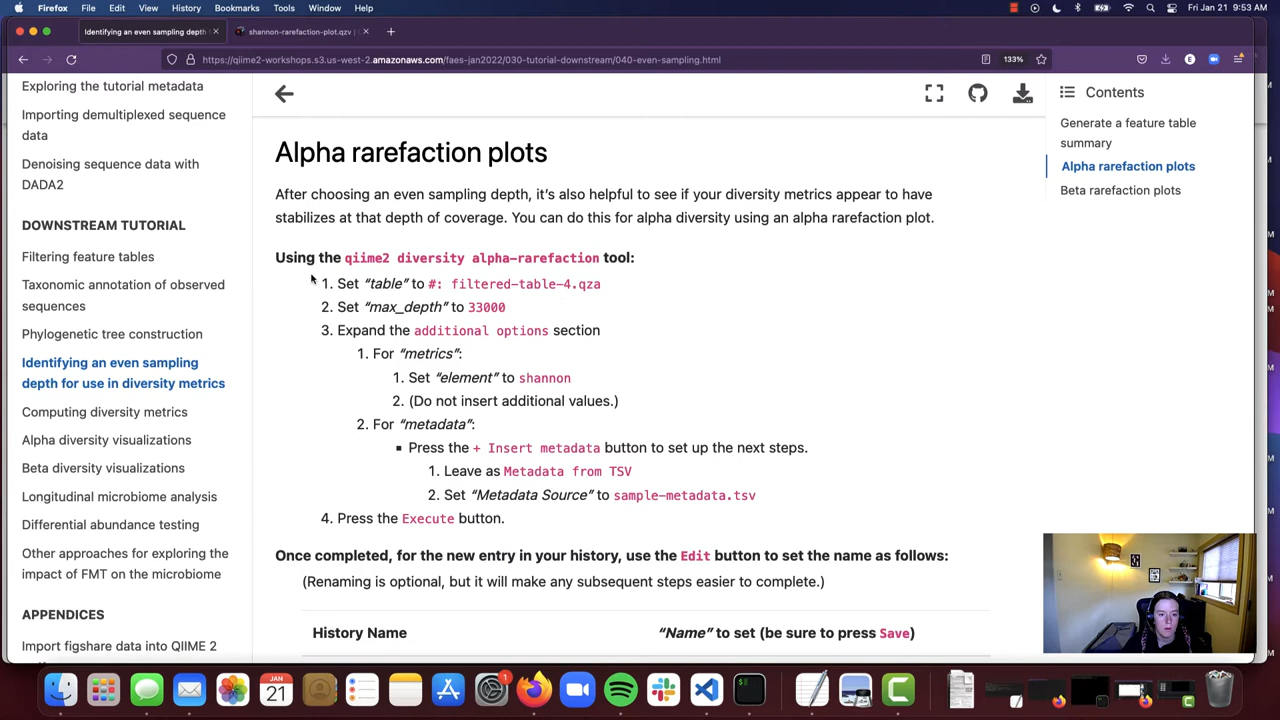 Firefox File Edit View History Bookmarks Tools Window Help Fri Jan 21 9:53 AM
Identifying an even sampling depth shannon-rarefaction-plot.qzv
https://qiime2-workshops.s3.us-west-2.amazonaws.com/faes-jan2022/030-tutorial-downstream/040-even-sampling.html 133%
Exploring the tutorial metadata
Importing demultiplexed sequence
data
Denoising sequence data with
DADA2
DOWNSTREAM TUTORIAL
Filtering feature tables
Taxonomic annotation of observed
sequences
Phylogenetic tree construction
Identifying an even sampling
depth for use in diversity metrics
Computing diversity metrics
Alpha diversity visualizations
Beta diversity visualizations
Longitudinal microbiome analysis
Differential abundance testing
Other approaches for exploring the
impact of FMT on the microbiome
APPENDICES
Import figshare data into QIIME 2
Alpha rarefaction plots
After choosing an even sampling depth, it’s also helpful to see if your diversity metrics appear to have
stabilizes at that depth of coverage. You can do this for alpha diversity using an alpha rarefaction plot.
Using the qiime2 diversity alpha-rarefaction tool:
1. Set “table” to #: filtered-table-4.qza
2. Set “max_depth” to 33000
3. Expand the additional options section
1. For “metrics”:
1. Set “element” to shannon
2. (Do not insert additional values.)
2. For “metadata”:
▪ Press the + Insert metadata button to set up the next steps.
1. Leave as Metadata from TSV
2. Set “Metadata Source” to sample-metadata.tsv
4. Press the Execute button.
Once completed, for the new entry in your history, use the Edit button to set the name as follows:
(Renaming is optional, but it will make any subsequent steps easier to complete.)
History Name “Name” to set (be sure to press Save)
Contents
Generate a feature table
summary
Alpha rarefaction plots
Beta rarefaction plots
JAN
21
1